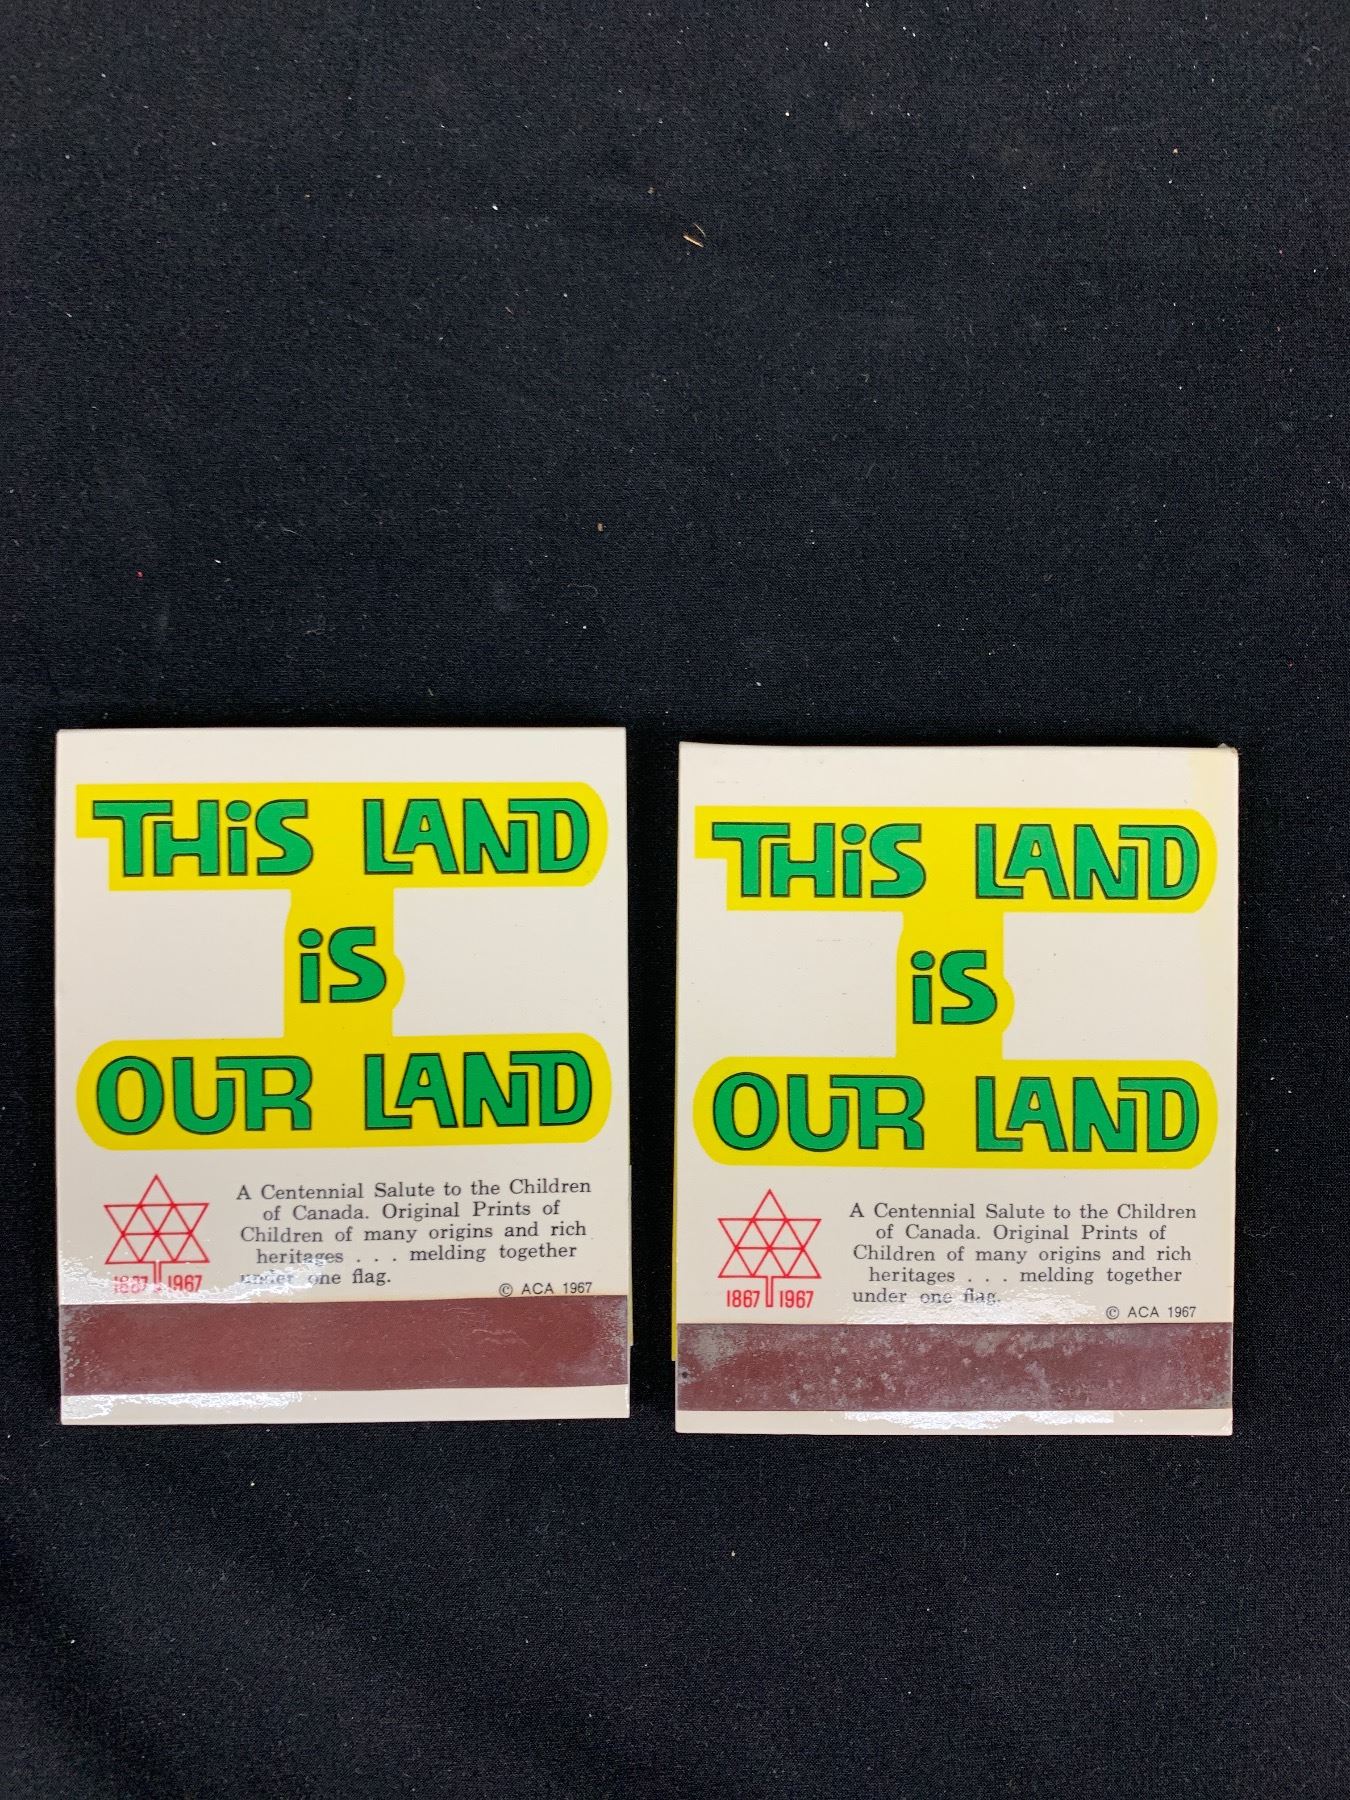 THiS LAND
iS
OUR LAND
A Centennial Salute to the Children
of Canada. Original Prints of
Children of many origins and rich
heritages . . . melding together
under one flag.
1867 1967
© ACA 1967
THiS LAND
iS
OUR LAND
A Centennial Salute to the Children
of Canada. Original Prints of
Children of many origins and rich
heritages . . . melding together
under one flag.
1867 1967
© ACA 1967